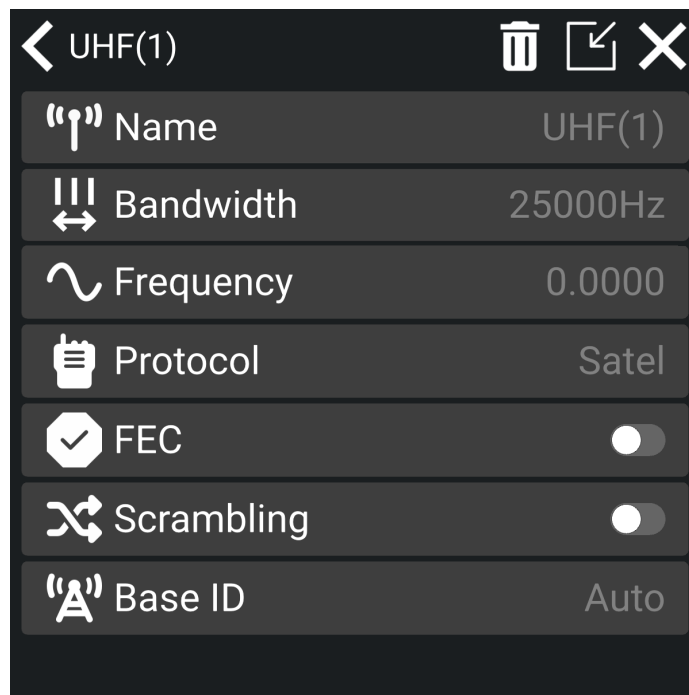 UHF(1)
Name UHF(1)
Bandwidth 25000Hz
Frequency 0.0000
Protocol Satel
FEC
Scrambling
Base ID Auto